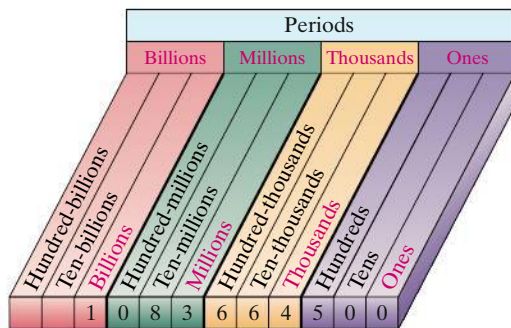 Periods
Billions Millions Thousands Ones
Hundred-billions
Ten-billions
Billions
Hundred-millions
Ten-millions
Millions
Hundred-thousands
Ten-thousands
Thousands
Hundreds
Tens
Ones
1 0 8 3 6 6 4 5 0 0